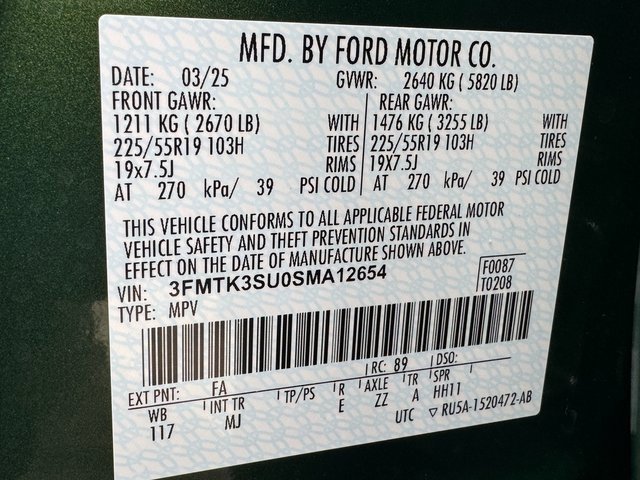 MFD. BY FORD MOTOR CO.
DATE: 03/25 GVWR: 2640 KG ( 5820 LB)
FRONT GAWR: REAR GAWR:
1211 KG ( 2670 LB) WITH 1476 KG ( 3255 LB) WITH
225/55R19 103H TIRES 225/55R19 103H TIRES
19x7.5J RIMS 19x7.5J RIMS
AT 270 kPa/ 39 PSI COLD AT 270 kPa/ 39 PSI COLD
THIS VEHICLE CONFORMS TO ALL APPLICABLE FEDERAL MOTOR
VEHICLE SAFETY AND THEFT PREVENTION STANDARDS IN
EFFECT ON THE DATE OF MANUFACTURE SHOWN ABOVE.
VIN: 3FMTK3SU0SMA12654 F0087
TYPE: MPV T0208
EXT PNT: FA RC: 89 DSO:
WB INT TR TP/PS R AXLE TR SPR
117 MJ E ZZ A HH11
UTC ▽ RU5A-1520472-AB